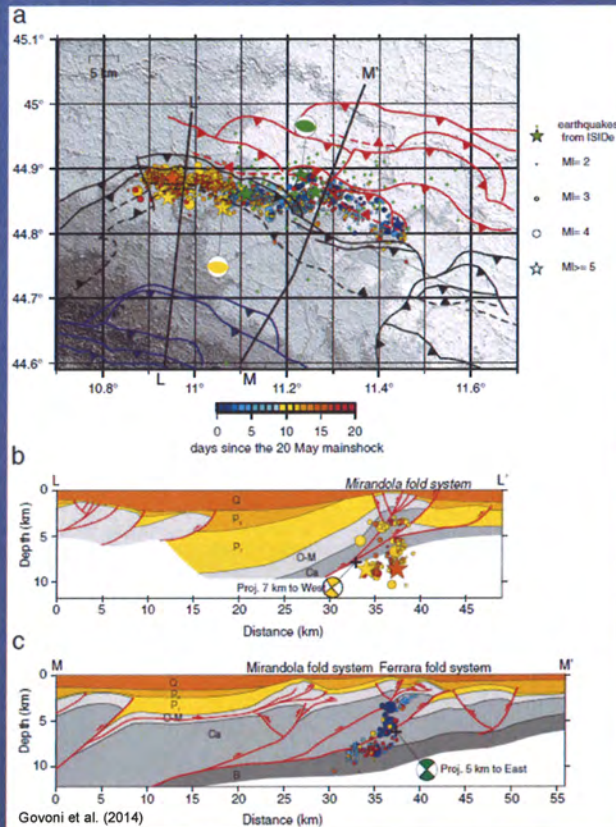 a
45.1°
45°
44.9°
44.8°
44.7°
44.6°
5 km
L'
M'
L
M
10.8° 11° 11.2° 11.4° 11.6°
earthquakes
from ISIDe
Ml= 2
Ml= 3
Ml= 4
Ml>= 5
0 5 10 15 20
days since the 20 May mainshock
b
L
L'
Mirandola fold system
Depth (km)
0
5
10
Q
O-M
Ca
Proj. 7 km to West
0 5 10 15 20 25 30 35 40 45 50
Distance (km)
c
M
M'
Mirandola fold system Ferrara fold system
Depth (km)
0
5
10
Q
O-M
Ca
B
Proj. 5 km to East
0 5 10 15 20 25 30 35 40 45 50 55
Distance (km)
Govoni et al. (2014)